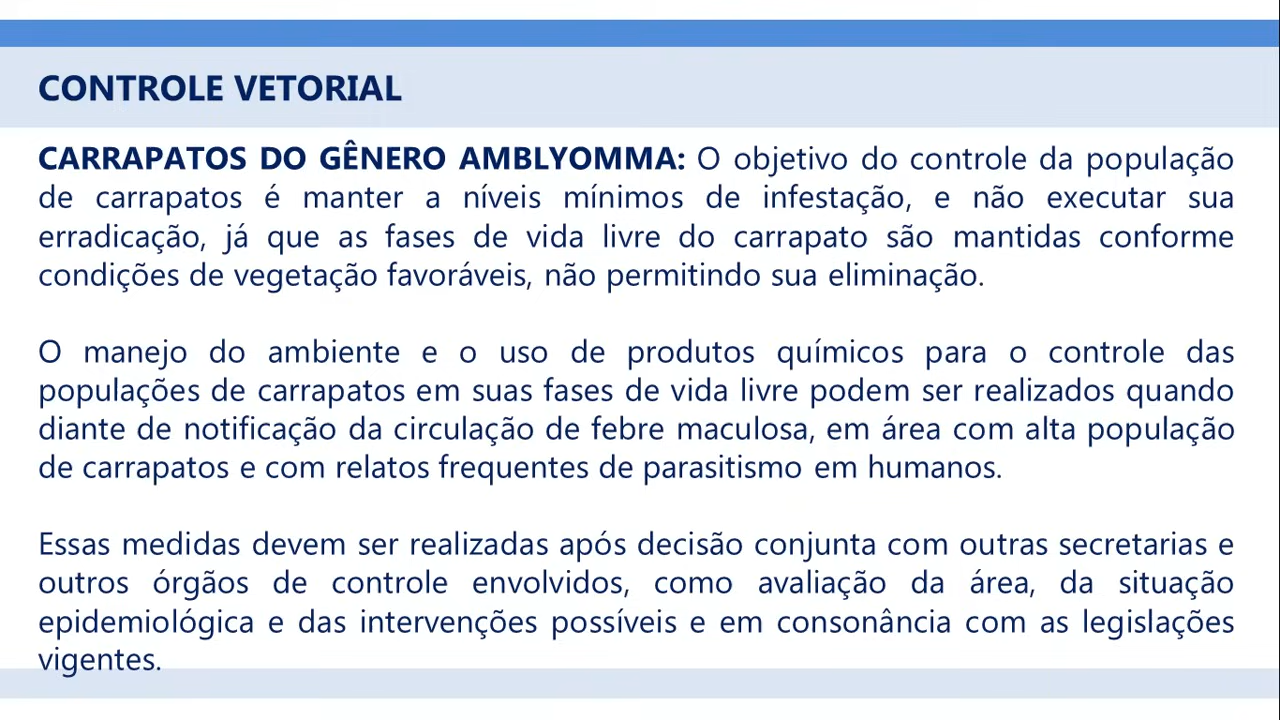 CONTROLE VETORIAL
CARRAPATOS DO GÊNERO AMBLYOMMA: O objetivo do controle da população
de carrapatos é manter a níveis mínimos de infestação, e não executar sua
erradicação, já que as fases de vida livre do carrapato são mantidas conforme
condições de vegetação favoráveis, não permitindo sua eliminação.
O manejo do ambiente e o uso de produtos químicos para o controle das
populações de carrapatos em suas fases de vida livre podem ser realizados quando
diante de notificação da circulação de febre maculosa, em área com alta população
de carrapatos e com relatos frequentes de parasitismo em humanos.
Essas medidas devem ser realizadas após decisão conjunta com outras secretarias e
outros órgãos de controle envolvidos, como avaliação da área, da situação
epidemiológica e das intervenções possíveis e em consonância com as legislações
vigentes.